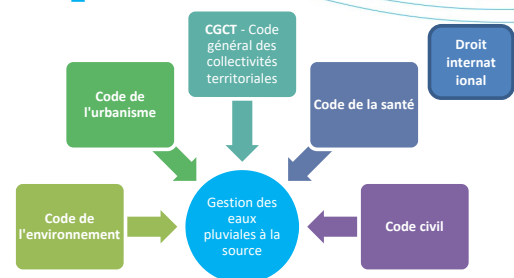 CGCT - Code
général des
collectivités
territoriales
Droit
internat
ional
Code de
l'urbanisme
Code de la santé
Code de
l'environnement
Gestion des
eaux
pluviales à la
source
Code civil